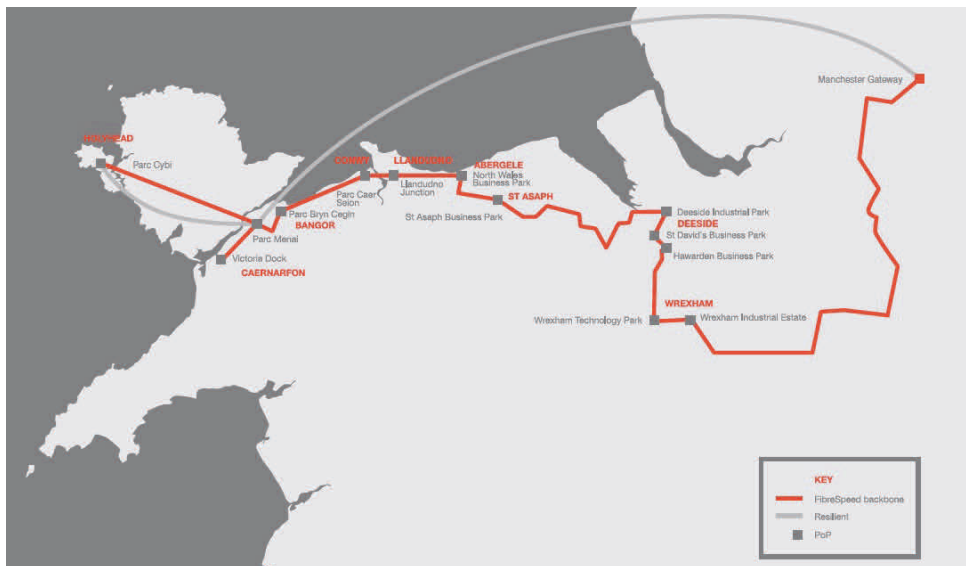 Manchester Gateway
HOLYHEAD
Parc Cybi
CONWY
LLANDUDNO
ABERGELE
North Wales
Business Park
Llandudno
Junction
Parc Caer
Seion
ST ASAPH
St Asaph Business Park
Parc Bryn Cegin
BANGOR
Parc Menai
Victoria Dock
CAERNARFON
Deeside Industrial Park
DEESIDE
St David's Business Park
Hawarden Business Park
WREXHAM
Wrexham Technology Park
Wrexham Industrial Estate
KEY
FibreSpeed backbone
Resilient
PoP